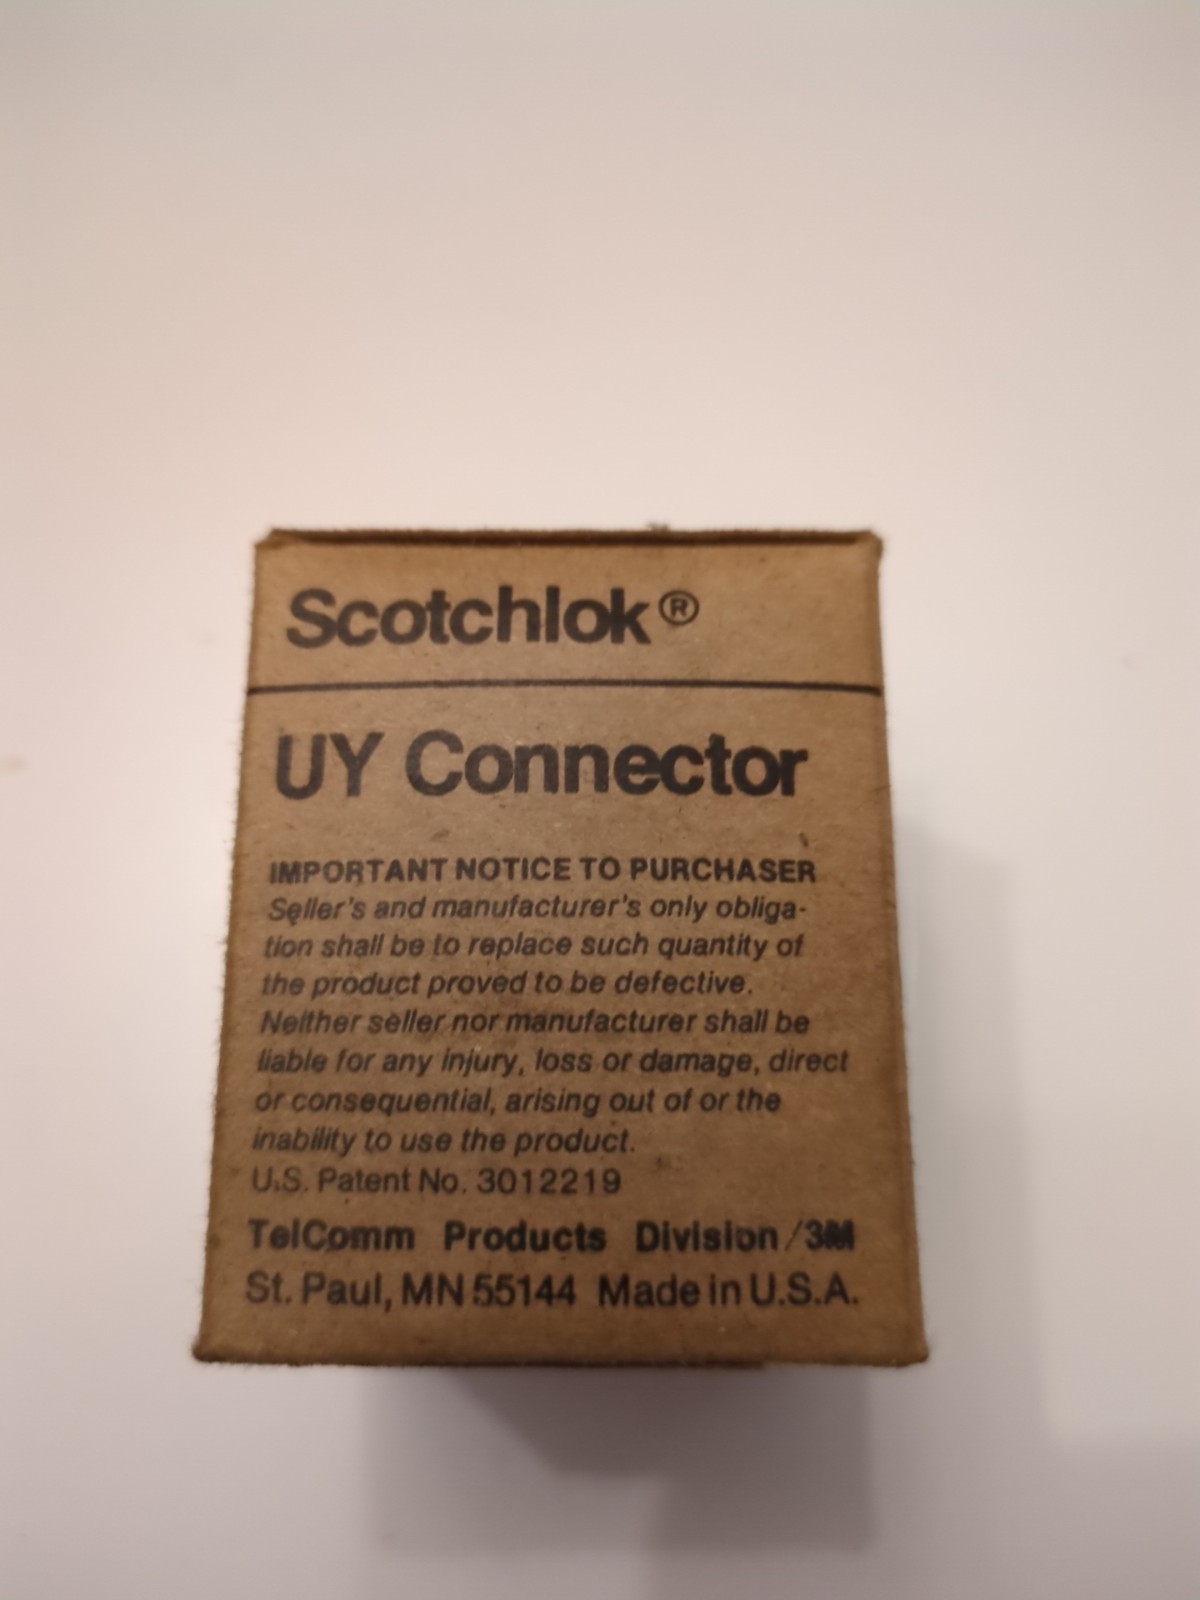 Scotchlok®
UY Connector
IMPORTANT NOTICE TO PURCHASER
Seller's and manufacturer's only obliga-
tion shall be to replace such quantity of
the product proved to be defective.
Neither seller nor manufacturer shall be
liable for any injury, loss or damage, direct
or consequential, arising out of or the
inability to use the product.
U.S. Patent No. 3012219
TelComm Products Division/3M
St. Paul, MN 55144 Made in U.S.A.